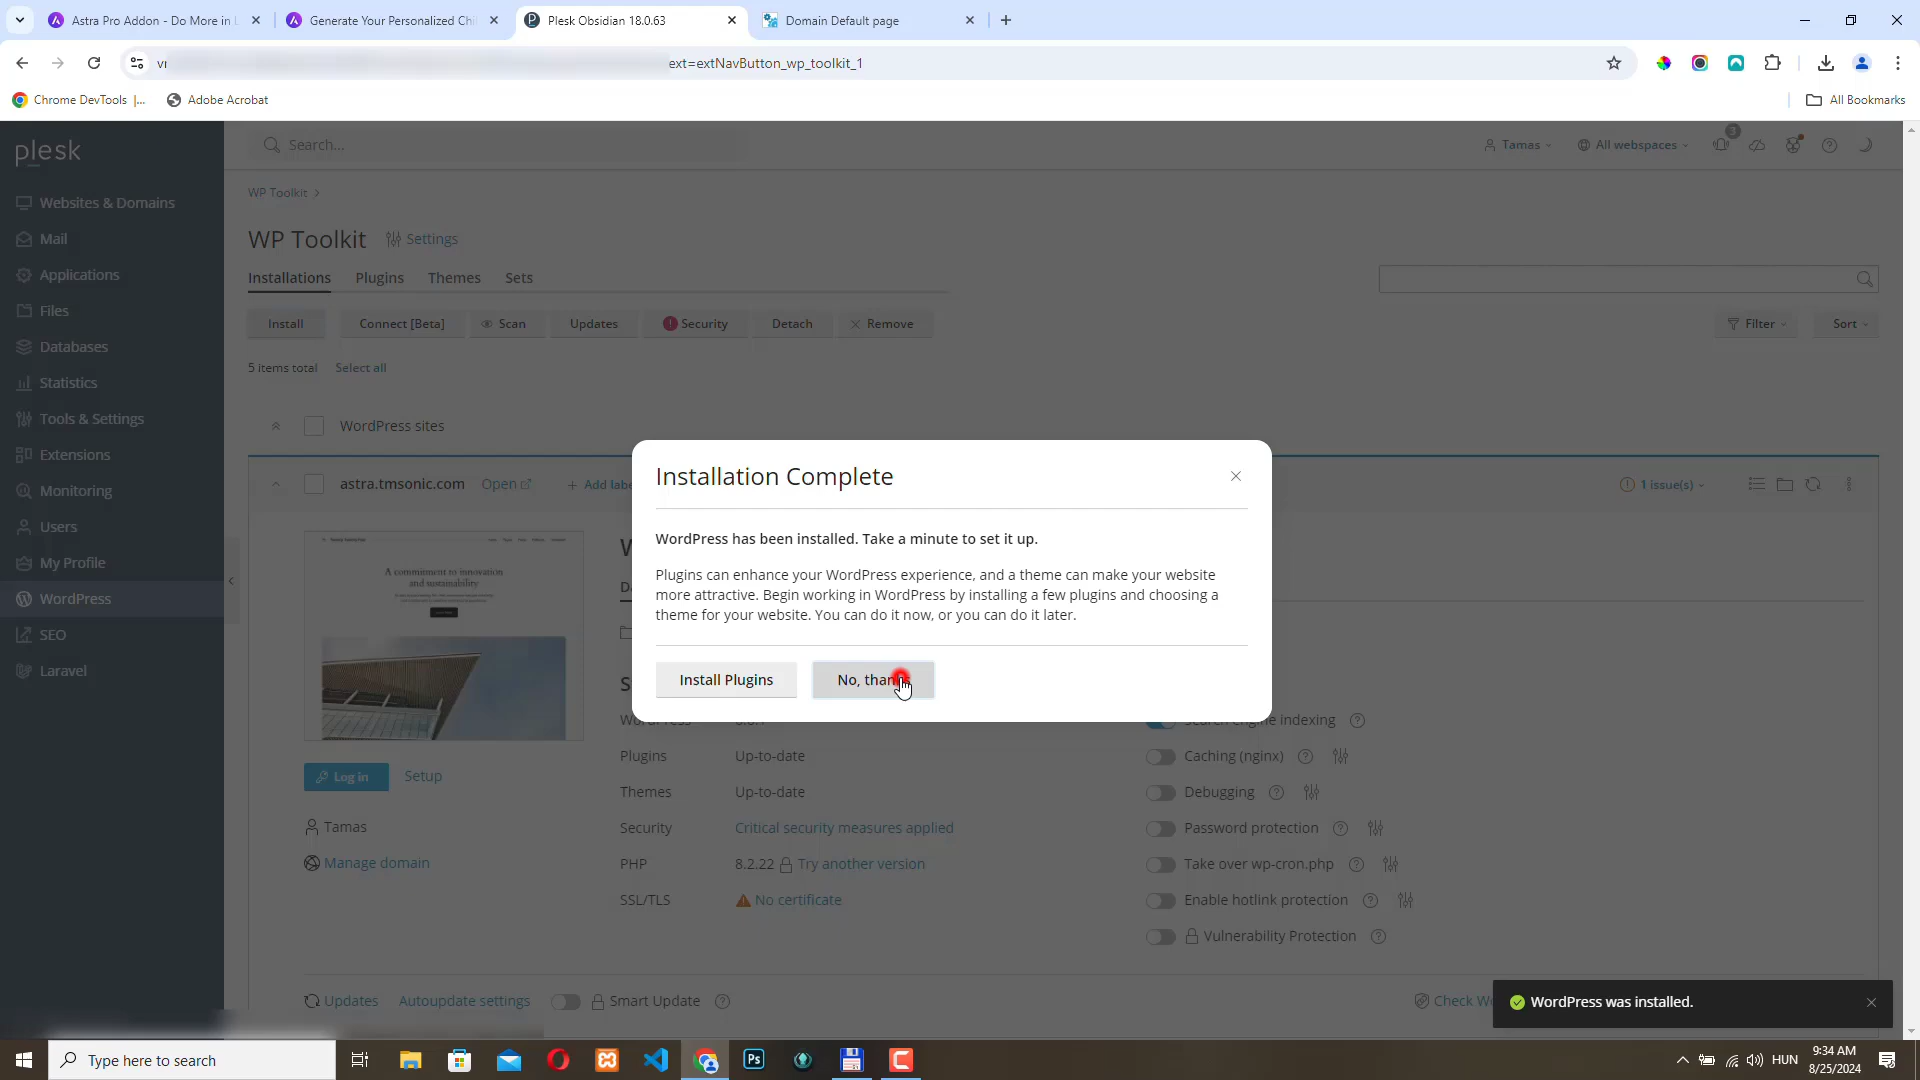 Astra Pro Addon - Do More in
Generate Your Personalized Chi
Plesk Obsidian 18.0.63
Domain Default page
ext=extNavButton_wp_toolkit_1
Chrome DevTools |...
Adobe Acrobat
All Bookmarks
plesk
Search...
Tamas
All webspaces
3
Websites & Domains
Mail
Applications
Files
Databases
Statistics
Tools & Settings
Extensions
Monitoring
Users
My Profile
WordPress
SEO
Laravel
WP Toolkit >
WP Toolkit
Settings
Installations
Plugins
Themes
Sets
Install
Connect [Beta]
Scan
Updates
Security
Detach
Remove
Filter
Sort
5 items total
Select all
WordPress sites
astra.tmsonic.com
Open
+ Add labe
1 issue(s)
A commitment to innovation
and sustainability
Log in
Setup
Tamas
Manage domain
Installation Complete
WordPress has been installed. Take a minute to set it up.
Plugins can enhance your WordPress experience, and a theme can make your website
more attractive. Begin working in WordPress by installing a few plugins and choosing a
theme for your website. You can do it now, or you can do it later.
Install Plugins
No, than
Search engine indexing
Plugins
Up-to-date
Caching (nginx)
Themes
Up-to-date
Debugging
Security
Critical security measures applied
Password protection
PHP
8.2.22
Try another version
Take over wp-cron.php
SSL/TLS
No certificate
Enable hotlink protection
Vulnerability Protection
Updates
Autoupdate settings
Smart Update
Check W
WordPress was installed.
Type here to search
Ps
HUN
9:34 AM
8/25/2024